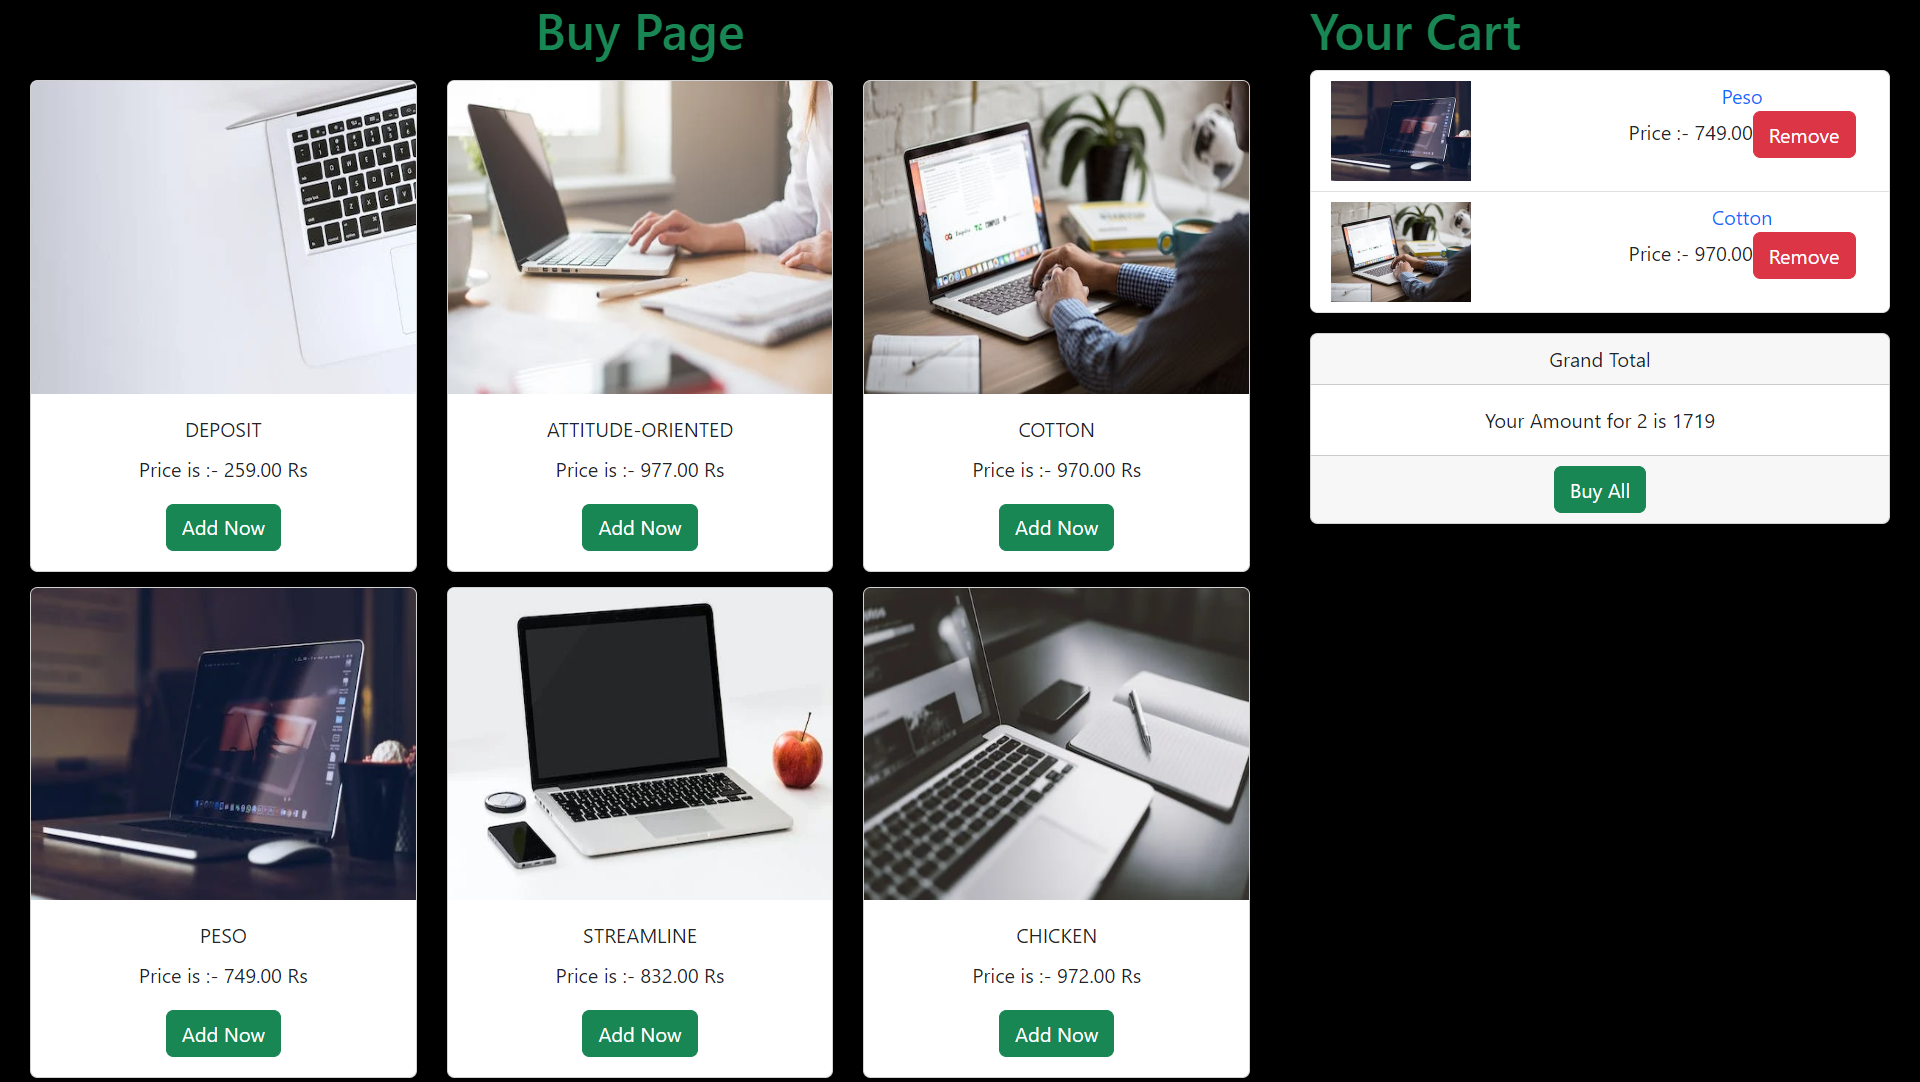 Buy Page
DEPOSIT
Price is :- 259.00 Rs
Add Now
ATTITUDE-ORIENTED
Price is :- 977.00 Rs
Add Now
COTTON
Price is :- 970.00 Rs
Add Now
PESO
Price is :- 749.00 Rs
Add Now
STREAMLINE
Price is :- 832.00 Rs
Add Now
CHICKEN
Price is :- 972.00 Rs
Add Now
Your Cart
Peso
Price :- 749.00 Remove
Cotton
Price :- 970.00 Remove
Grand Total
Your Amount for 2 is 1719
Buy All